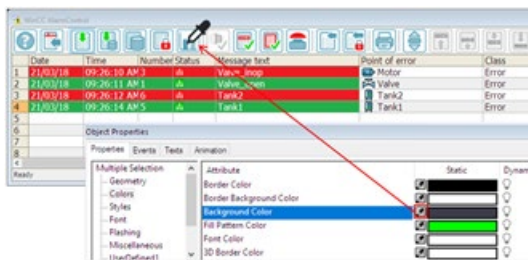 WinCC AlarmControl
Date Time Number Status Message text Point of error Class
1 21/03/18 09:26:10 AM 3 Motor Error
2 21/03/18 09:26:11 AM 1 Valve_open Valve Error
3 21/03/18 09:26:12 AM 6 Tank2 Tank2 Error
4 21/03/18 09:26:14 AM 5 Tank1 Tank1 Error
5
6
7
8
Ready
Object Properties
Properties Events Texts Animation
Multiple Selection
Geometry
Colors
Styles
Font
Flashing
Miscellaneous
UserDefined1
Attribute Static
Border Color
Border Background Color
Background Color
Fill Pattern Color
Font Color
3D Border Color